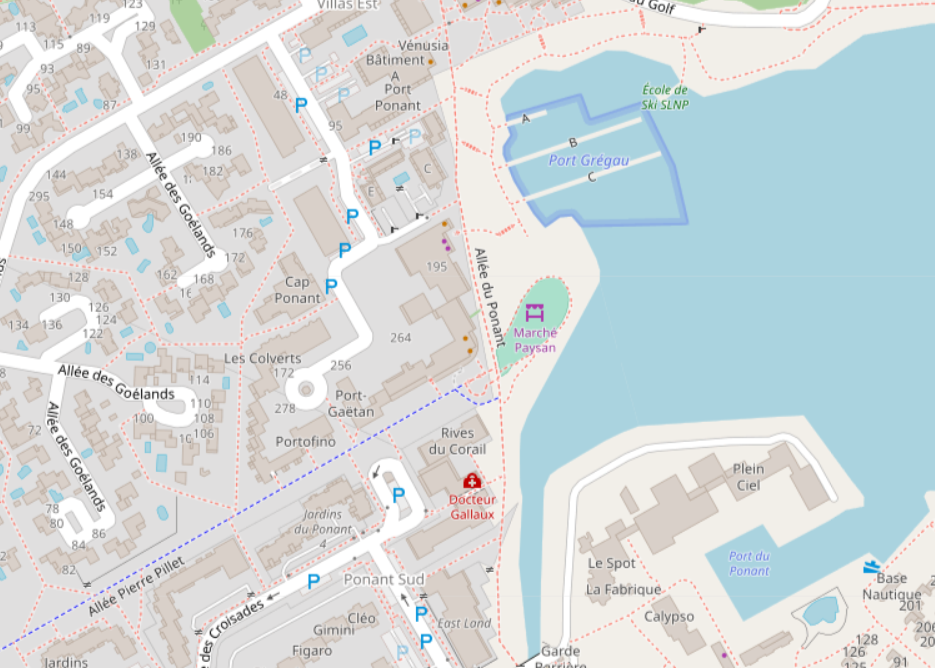 Villas Est
du Golf
113
115
89
123
129
93
95
99
87
131
Vénusia
Bâtiment
A
Port
Ponant
48
95
E
C
École de
Ski SLNP
A
B
C
Port Grégau
190
186
182
138
144
154
295
148
150
152
176
172
162
168
Allée des Goélands
128
130
126
124
122
134
136
Cap
Ponant
195
264
Allée du Ponant
Marché
Paysan
Les Colverts
172
256
278
Port-
Gaëtan
Portofino
Allée des Goélands
114
110
108
106
100
72
Allée des Goélands
78
80
84
86
82
Rives
du Corail
Docteur
Gallaux
Jardins
du Ponant
4
P
P
P
P
P
P
P
P
P
P
P
P
P
P
Plein
Ciel
Port du
Ponant
Base
Nautique
201
Le Spot
La Fabrique
Calypso
Allée Pierre Pillet
Ponant Sud
des Croisades
Cléo
Gimini
Figaro
East Land
Garde
Barrière
Jardins
128
126
125
91